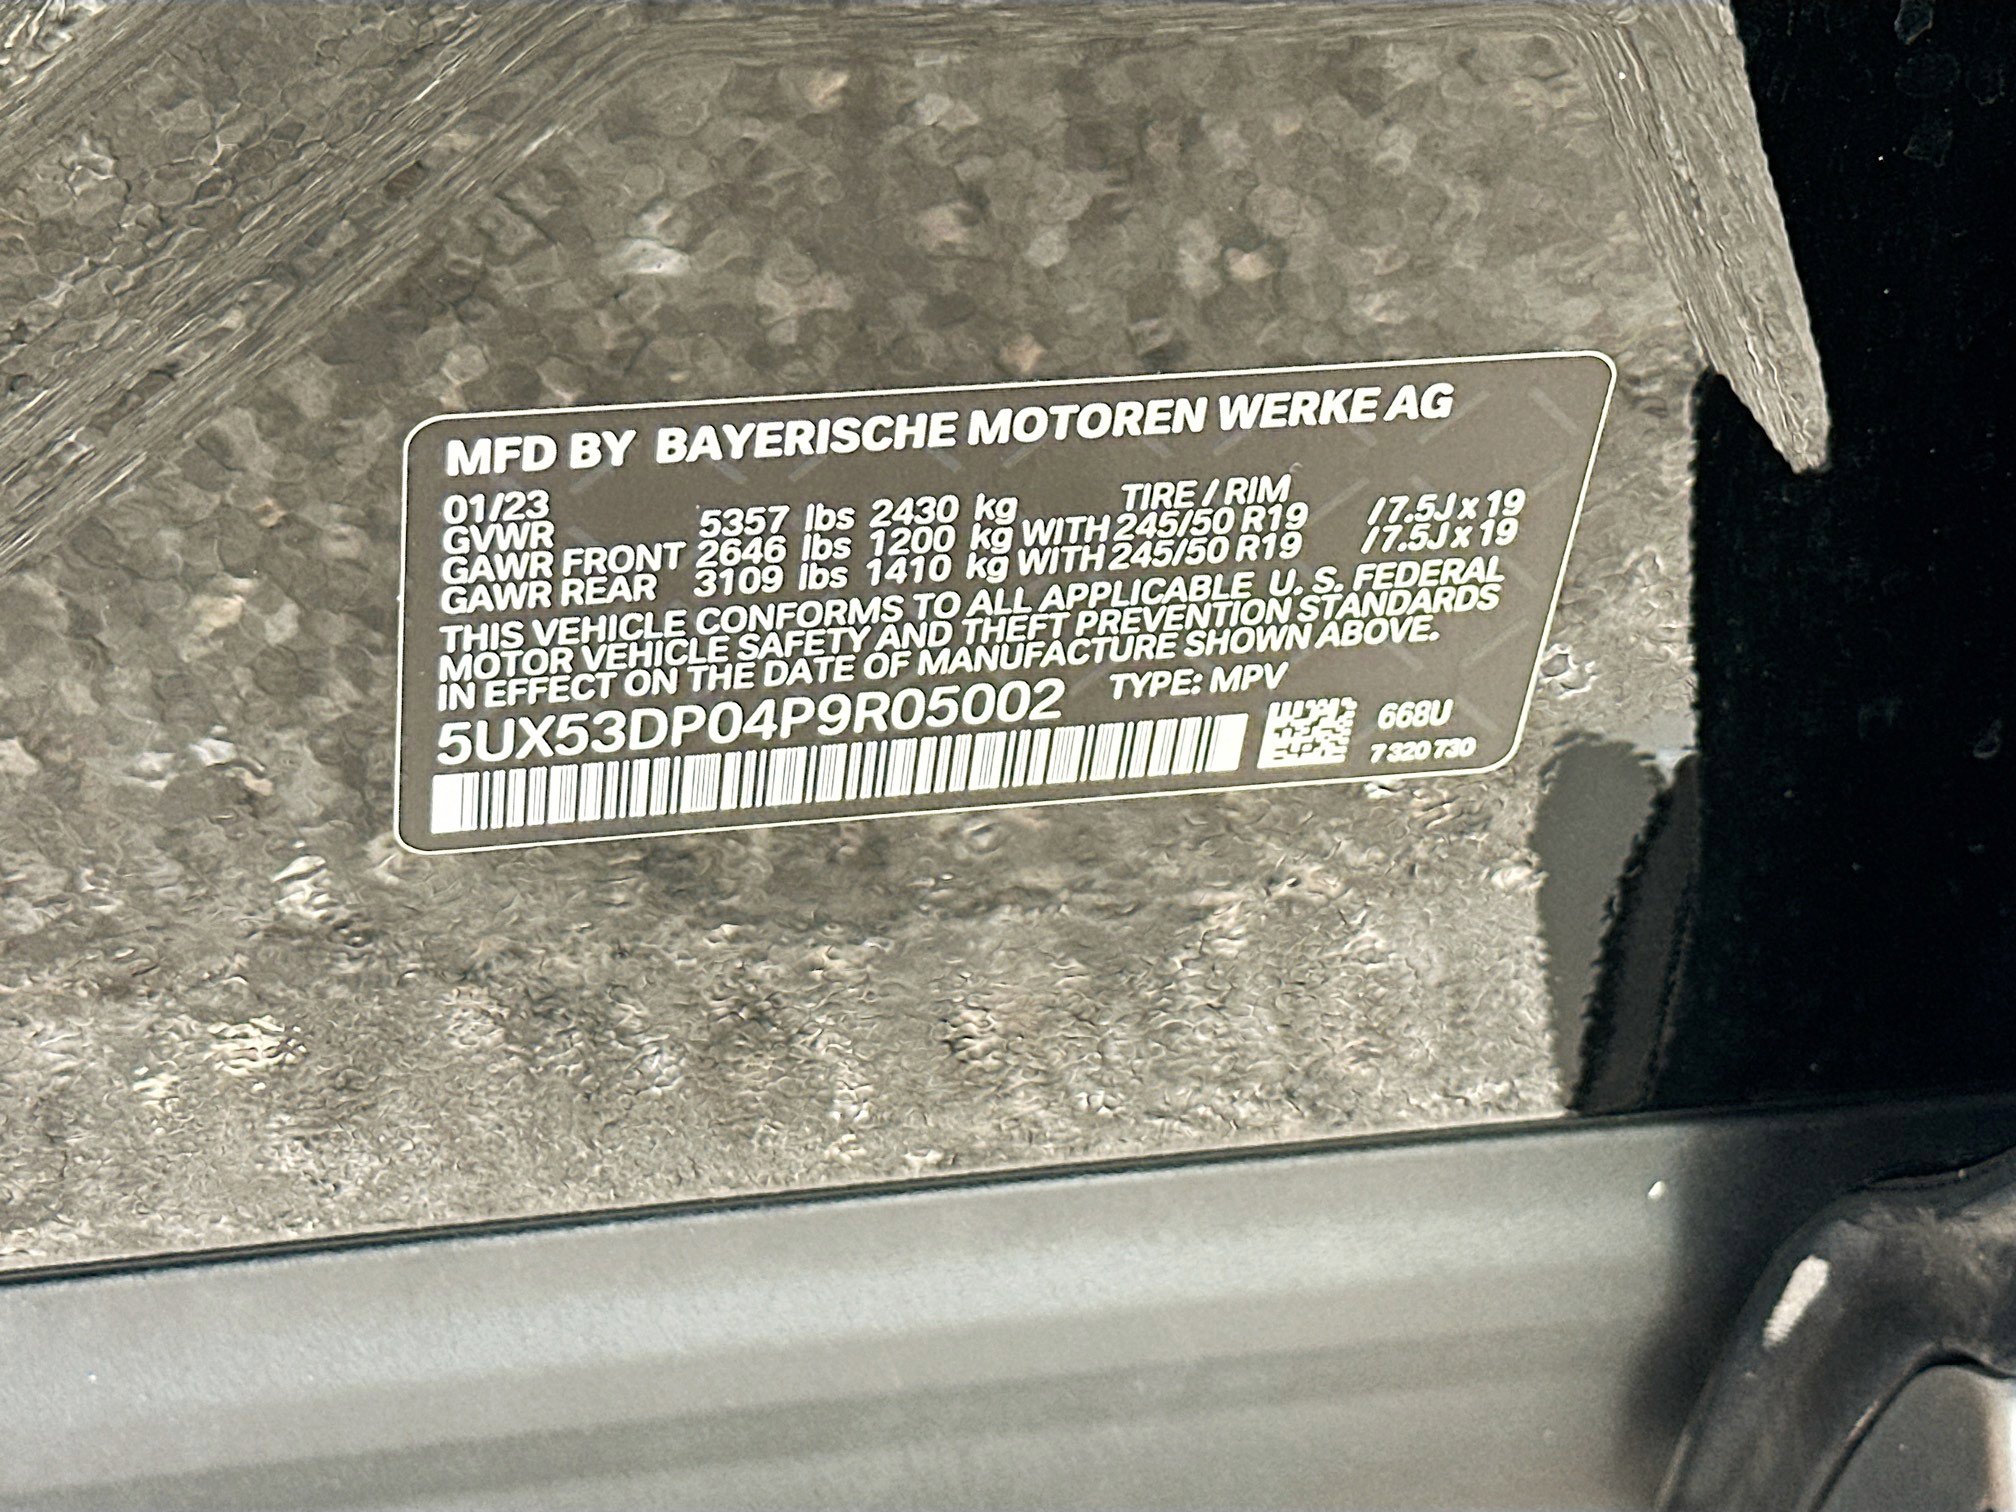 MFD BY BAYERISCHE MOTOREN WERKE AG
01/23 TIRE / RIM
GVWR 5357 lbs 2430 kg
GAWR FRONT 2646 lbs 1200 kg WITH 245/50 R19 /7.5J x 19
GAWR REAR 3109 lbs 1410 kg WITH 245/50 R19 /7.5J x 19
THIS VEHICLE CONFORMS TO ALL APPLICABLE U. S. FEDERAL
MOTOR VEHICLE SAFETY AND THEFT PREVENTION STANDARDS
IN EFFECT ON THE DATE OF MANUFACTURE SHOWN ABOVE.
5UX53DP04P9R05002 TYPE: MPV
668U
7 320 730